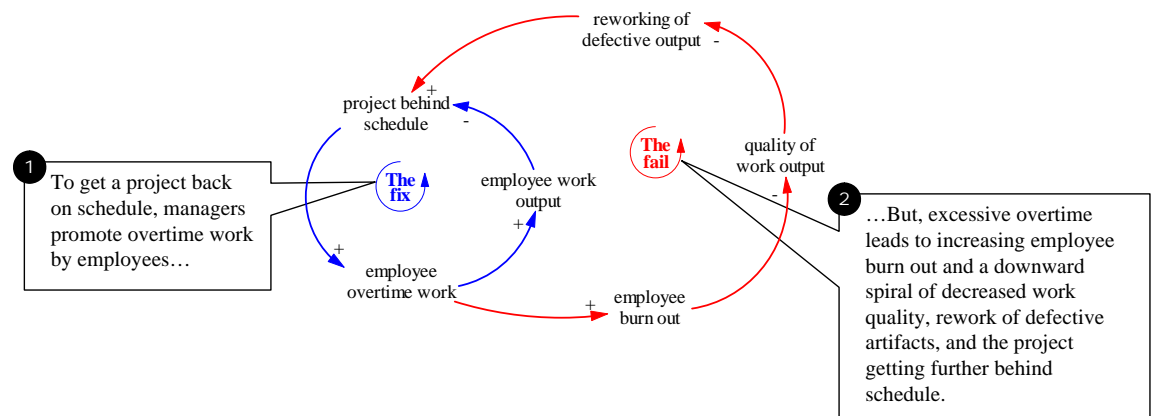 reworking of
defective output
-
+
project behind
schedule
-
The
fail
quality of
work output
-
1
To get a project back
on schedule, managers
promote overtime work
by employees…
The
fix
employee work
output
+
2
…But, excessive overtime
leads to increasing employee
burn out and a downward
spiral of decreased work
quality, rework of defective
artifacts, and the project
getting further behind
schedule.
+
employee
overtime work
+
employee
burn out